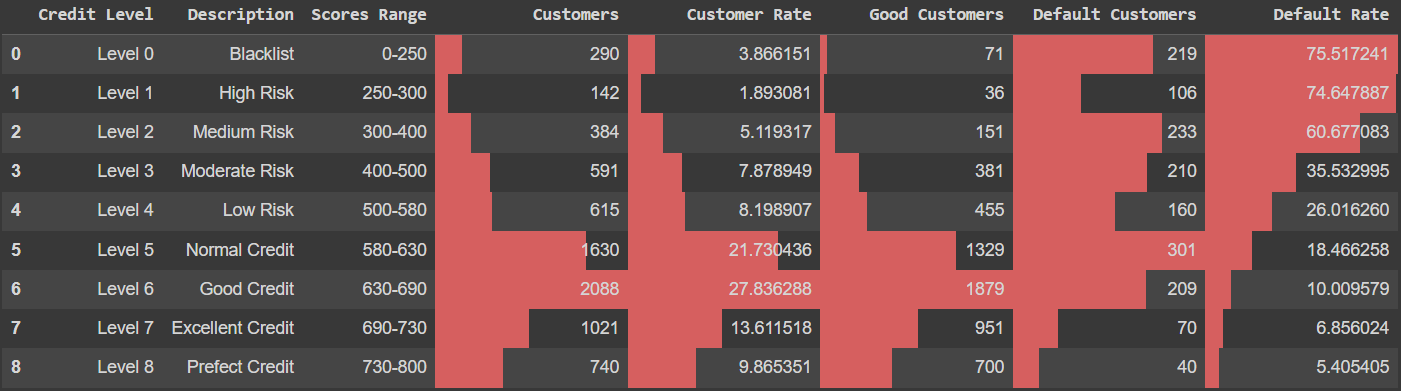 Credit Level Description Scores Range Customers Customer Rate Good Customers Default Customers Default Rate
0 Level 0 Blacklist 0-250 290 3.866151 71 219 75.517241
1 Level 1 High Risk 250-300 142 1.893081 36 106 74.647887
2 Level 2 Medium Risk 300-400 384 5.119317 151 233 60.677083
3 Level 3 Moderate Risk 400-500 591 7.878949 381 210 35.532995
4 Level 4 Low Risk 500-580 615 8.198907 455 160 26.016260
5 Level 5 Normal Credit 580-630 1630 21.730436 1329 301 18.466258
6 Level 6 Good Credit 630-690 2088 27.836288 1879 209 10.009579
7 Level 7 Excellent Credit 690-730 1021 13.611518 951 70 6.856024
8 Level 8 Prefect Credit 730-800 740 9.865351 700 40 5.405405